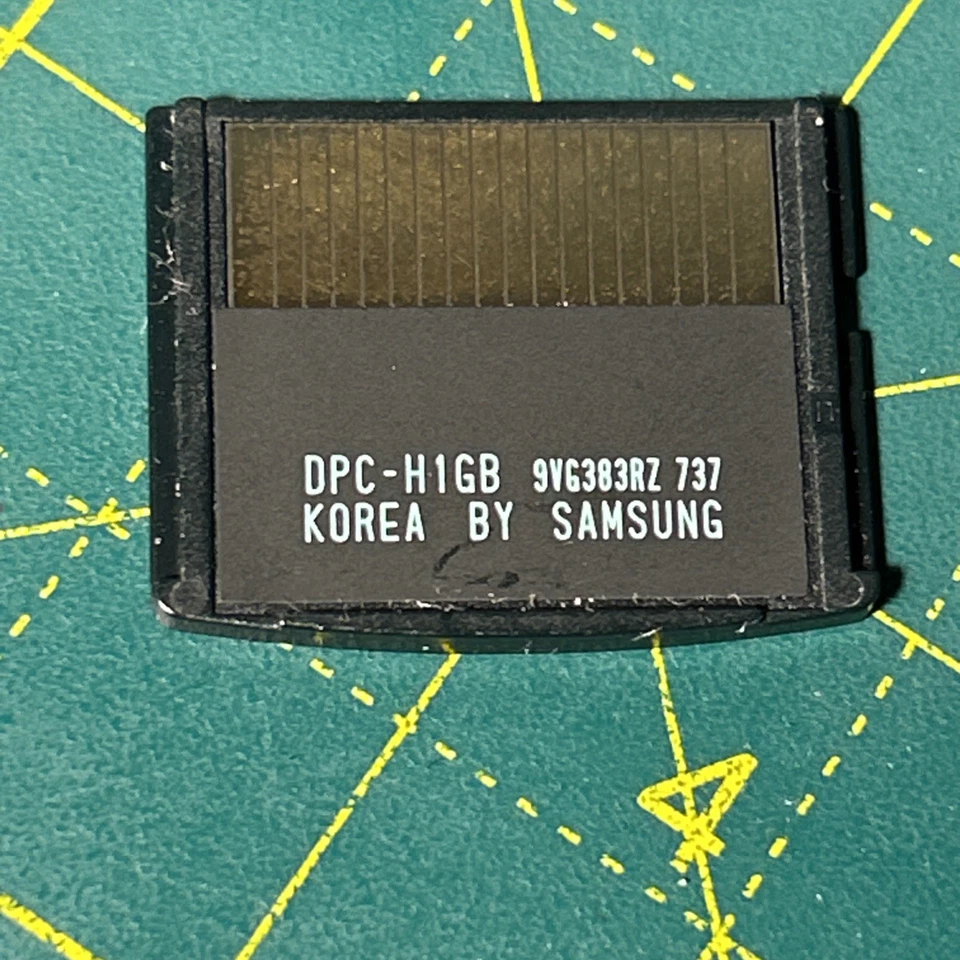 DPC-H1GB 9VG383RZ 737
KOREA BY SAMSUNG